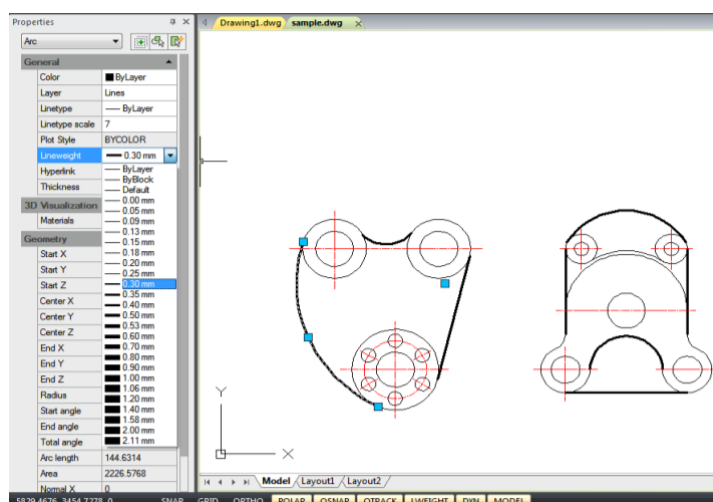 Properties
Drawing1.dwg sample.dwg
Arc
General
Color ByLayer
Layer Lines
Linetype ByLayer
Linetype scale 7
Plot Style BYCOLOR
Lineweight 0.30 mm
Hyperlink
Thickness
3D Visualization
Materials
Geometry
Start X
Start Y
Start Z
Center X
Center Y
Center Z
End X
End Y
End Z
Radius
Start angle
End angle
Total angle
Arc length 144.6314
Area 2226.5768
Normal X 0
ByLayer
ByBlock
Default
0.00 mm
0.05 mm
0.09 mm
0.13 mm
0.15 mm
0.18 mm
0.20 mm
0.25 mm
0.30 mm
0.35 mm
0.40 mm
0.50 mm
0.53 mm
0.60 mm
0.70 mm
0.80 mm
0.90 mm
1.00 mm
1.06 mm
1.20 mm
1.40 mm
1.58 mm
2.00 mm
2.11 mm
Y
X
Model Layout1 Layout2
5829.4676, 3454.7778, 0 SNAP GRID ORTHO POLAR OSNAP OTRACK LWEIGHT DYN MODEL